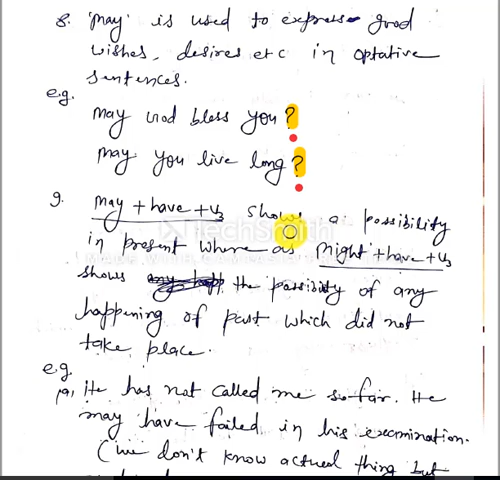 8. 'may' is used to express good
wishes, desires etc in optative
sentences.
e.g.
may God bless you?
may you live long?
9. may + have + V3 shows a possibility
in present where as might + have + V3
shows the possibility of any
happening of past which did not
take place.
e.g.
(a) He has not called me so far. He
may have failed in his examination.
(We don't know actual thing but